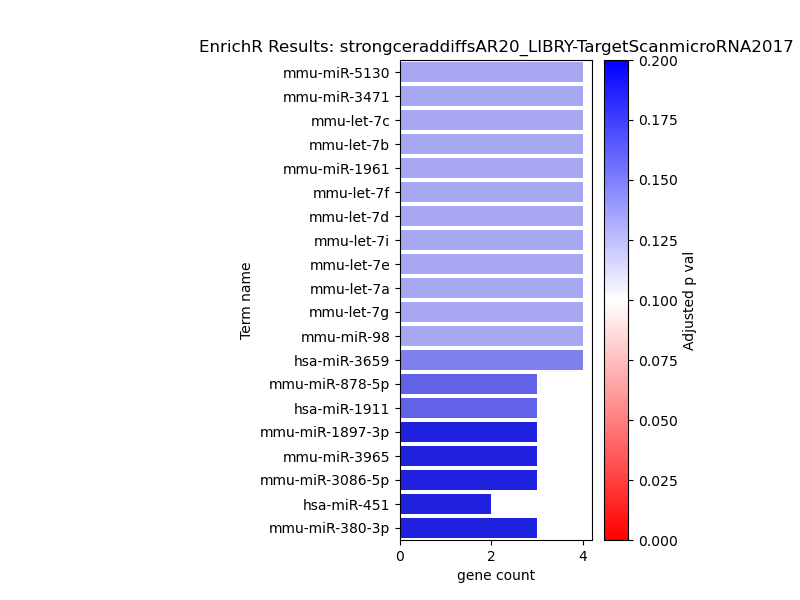 EnrichR Results: strongceraddiffsAR20_LIBRY-TargetScanmicroRNA2017
mmu-miR-5130
mmu-miR-3471
mmu-let-7c
mmu-let-7b
mmu-miR-1961
mmu-let-7f
mmu-let-7d
mmu-let-7i
mmu-let-7e
mmu-let-7a
mmu-let-7g
mmu-miR-98
hsa-miR-3659
mmu-miR-878-5p
hsa-miR-1911
mmu-miR-1897-3p
mmu-miR-3965
mmu-miR-3086-5p
hsa-miR-451
mmu-miR-380-3p
Term name
0 2 4
gene count
0.200
0.175
0.150
0.125
0.100
0.075
0.050
0.025
0.000
Adjusted p val